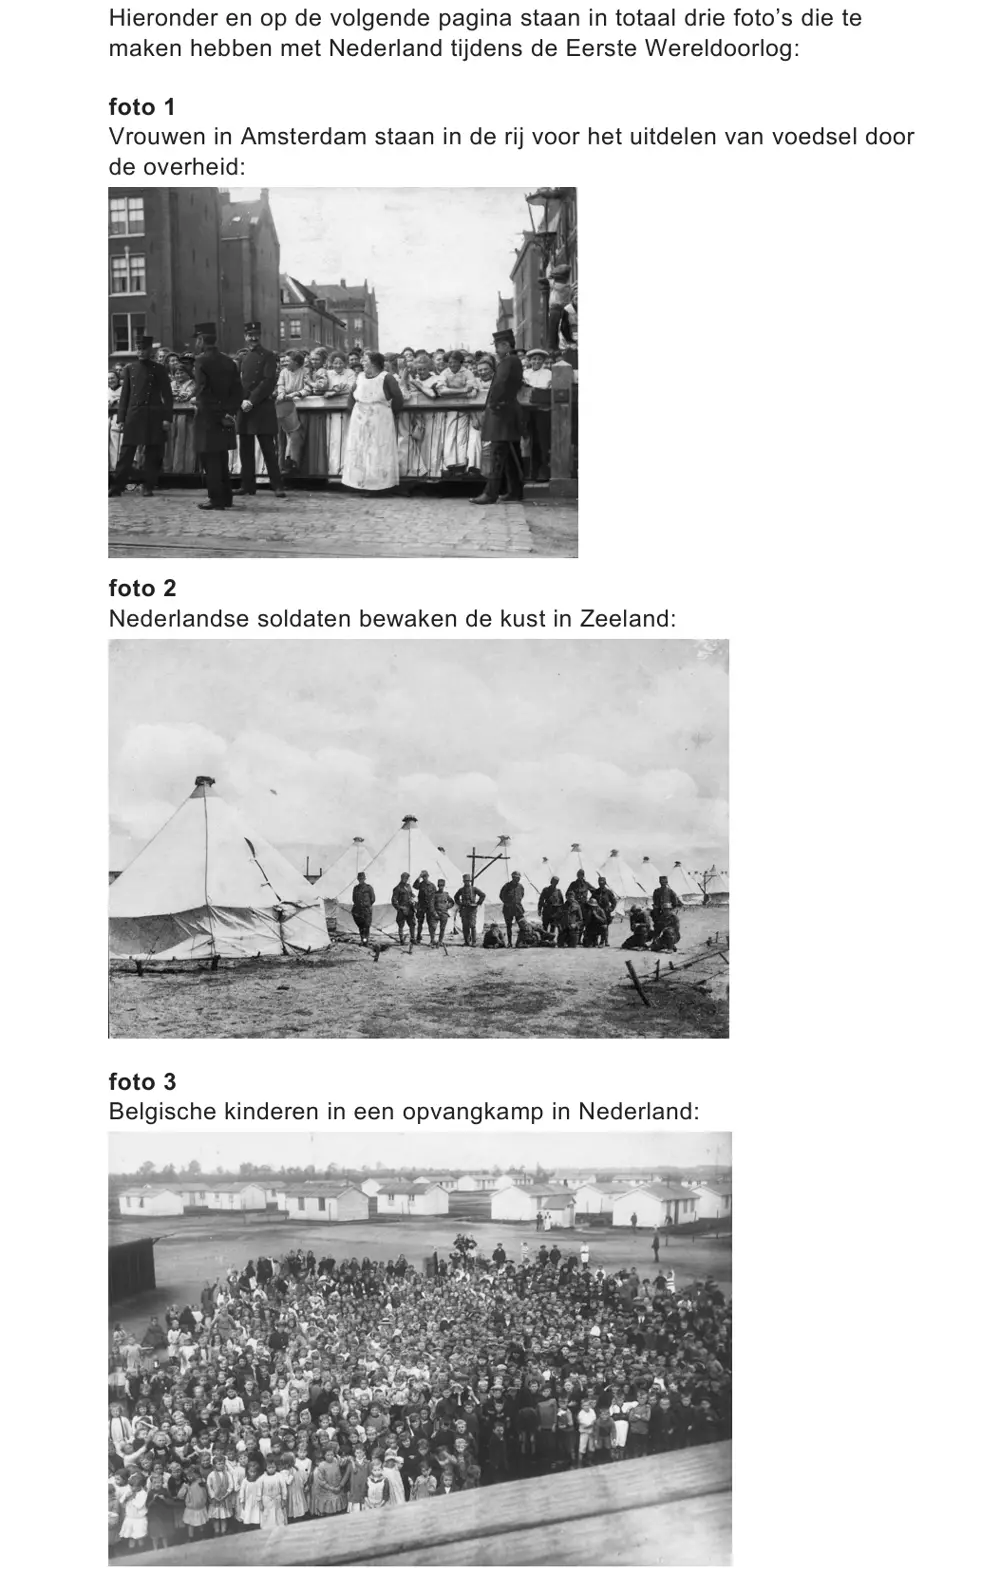 Hieronder en op de volgende pagina staan in totaal drie foto’s die te
maken hebben met Nederland tijdens de Eerste Wereldoorlog:
foto 1
Vrouwen in Amsterdam staan in de rij voor het uitdelen van voedsel door
de overheid:
foto 2
Nederlandse soldaten bewaken de kust in Zeeland:
foto 3
Belgische kinderen in een opvangkamp in Nederland: